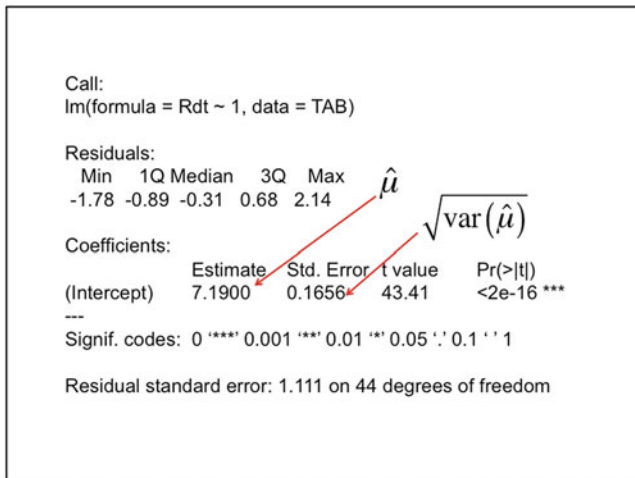 Call:
lm(formula = Rdt ~ 1, data = TAB)
Residuals:
Min 1Q Median 3Q Max
-1.78 -0.89 -0.31 0.68 2.14
μ̂
√var(μ̂)
Coefficients:
Estimate Std. Error t value Pr(>|t|)
(Intercept) 7.1900 0.1656 43.41 <2e-16 ***
---
Signif. codes: 0 ‘***’ 0.001 ‘**’ 0.01 ‘*’ 0.05 ‘.’ 0.1 ‘ ’ 1
Residual standard error: 1.111 on 44 degrees of freedom